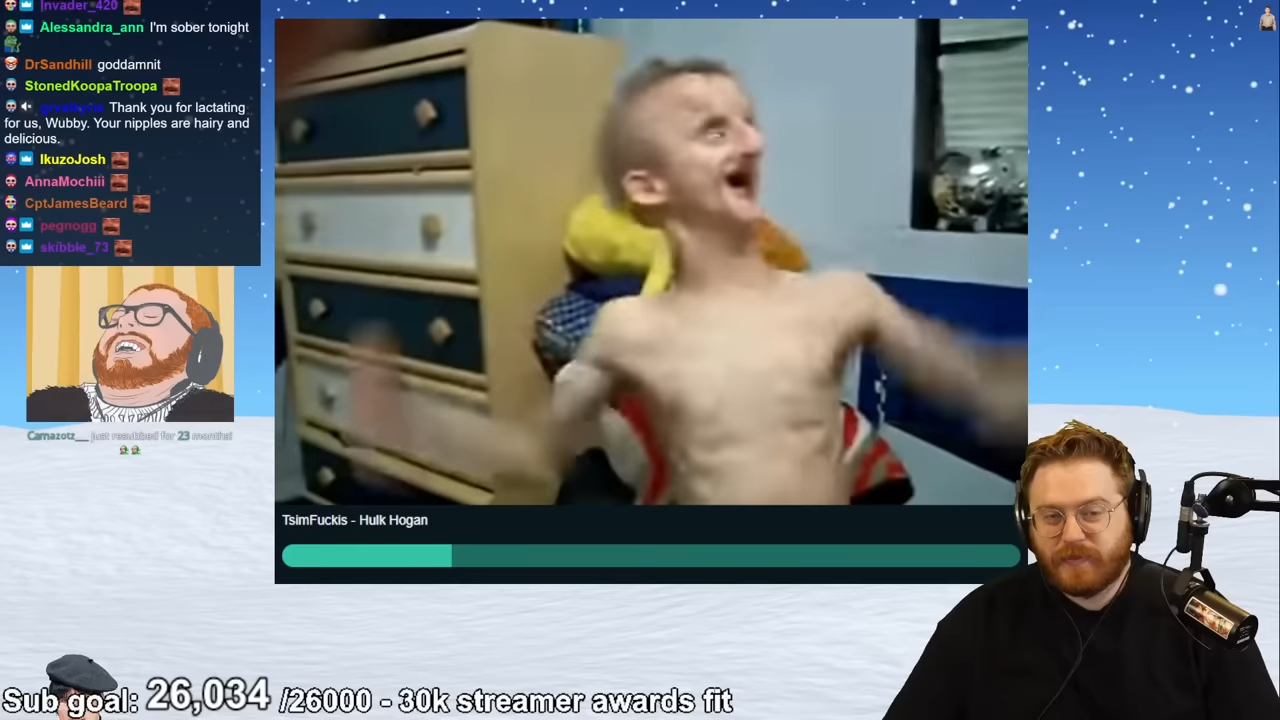 Invader_420
Alessandra_ann I'm sober tonight
DrSandhill goddamnit
StonedKoopaTroopa
Thank you for lactating
for us, Wubby. Your nipples are hairy and
delicious.
IkuzoJosh
AnnaMochiii
CptJamesBeard
pegnogg
skibble_73
Camazotz__ just resubbed for 23 months!
TsimFuckis - Hulk Hogan
Sub goal: 26,034 /26000 - 30k streamer awards fit